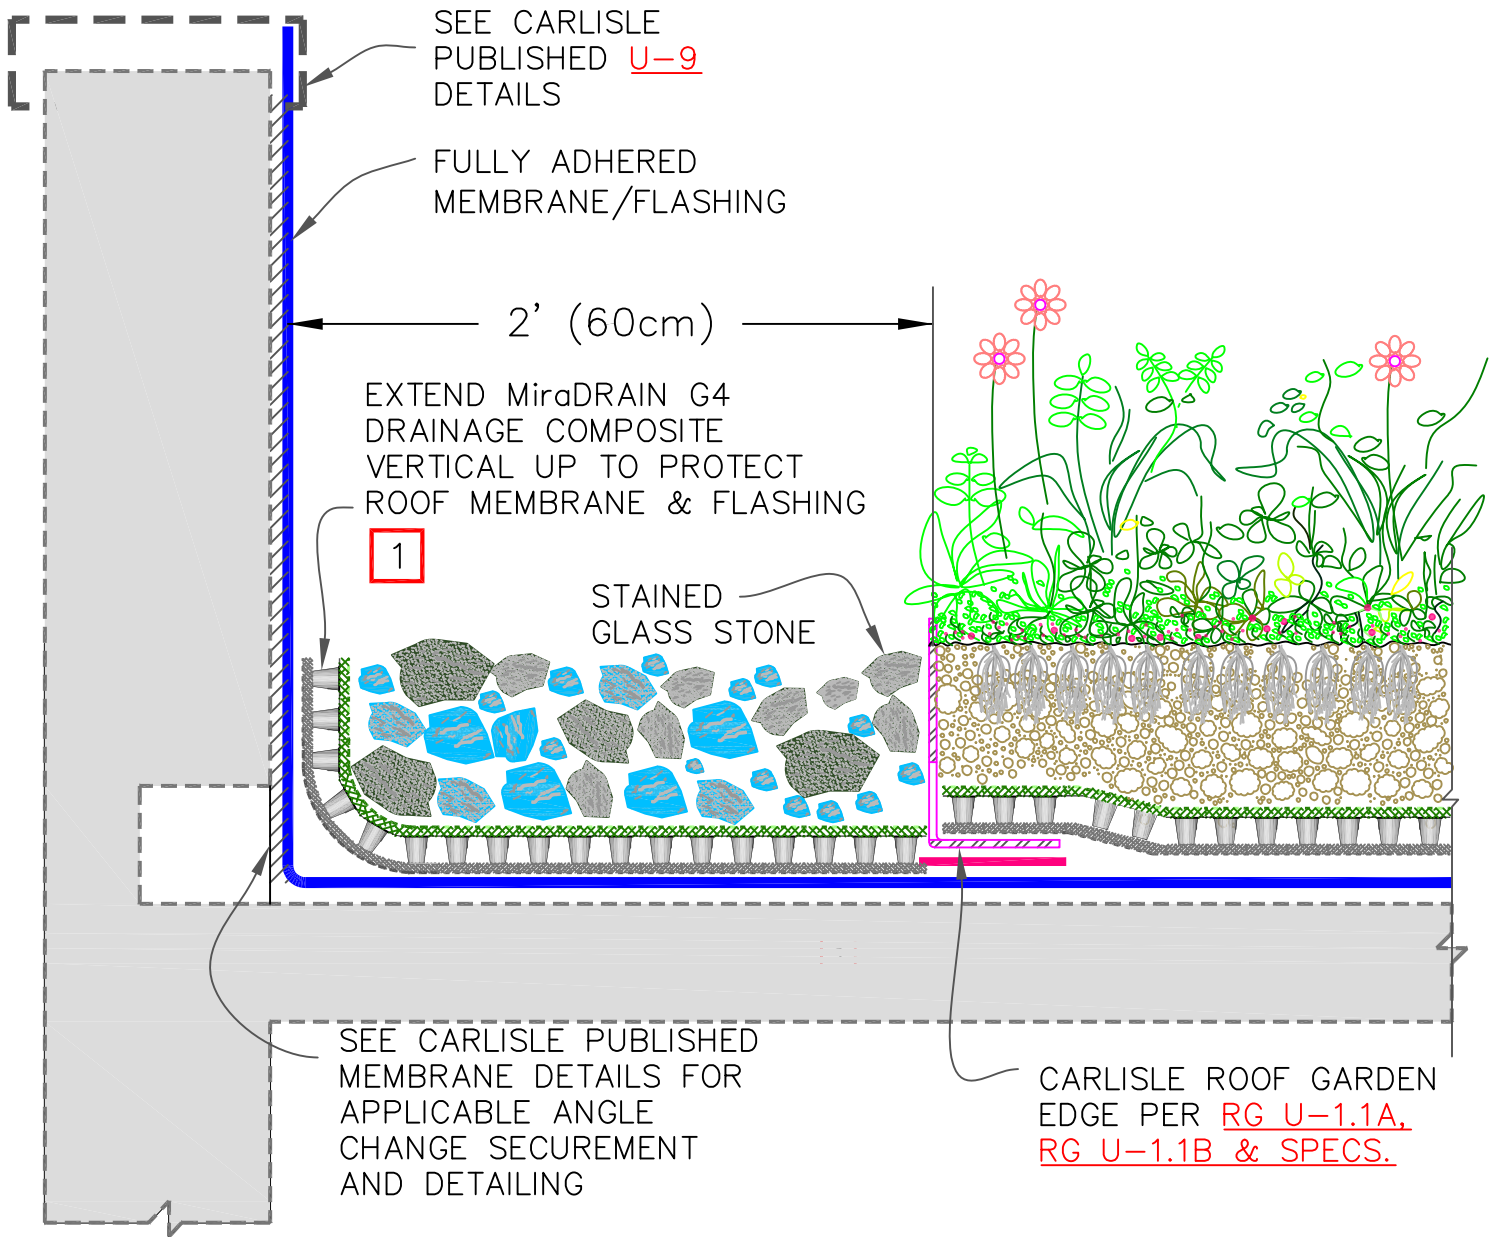 SEE CARLISLE
PUBLISHED U-9
DETAILS
FULLY ADHERED
MEMBRANE/FLASHING
2' (60cm)
EXTEND MiraDRAIN G4
DRAINAGE COMPOSITE
VERTICAL UP TO PROTECT
ROOF MEMBRANE & FLASHING
1
STAINED
GLASS STONE
SEE CARLISLE PUBLISHED
MEMBRANE DETAILS FOR
APPLICABLE ANGLE
CHANGE SECUREMENT
AND DETAILING
CARLISLE ROOF GARDEN
EDGE PER RG U-1.1A,
RG U-1.1B & SPECS.